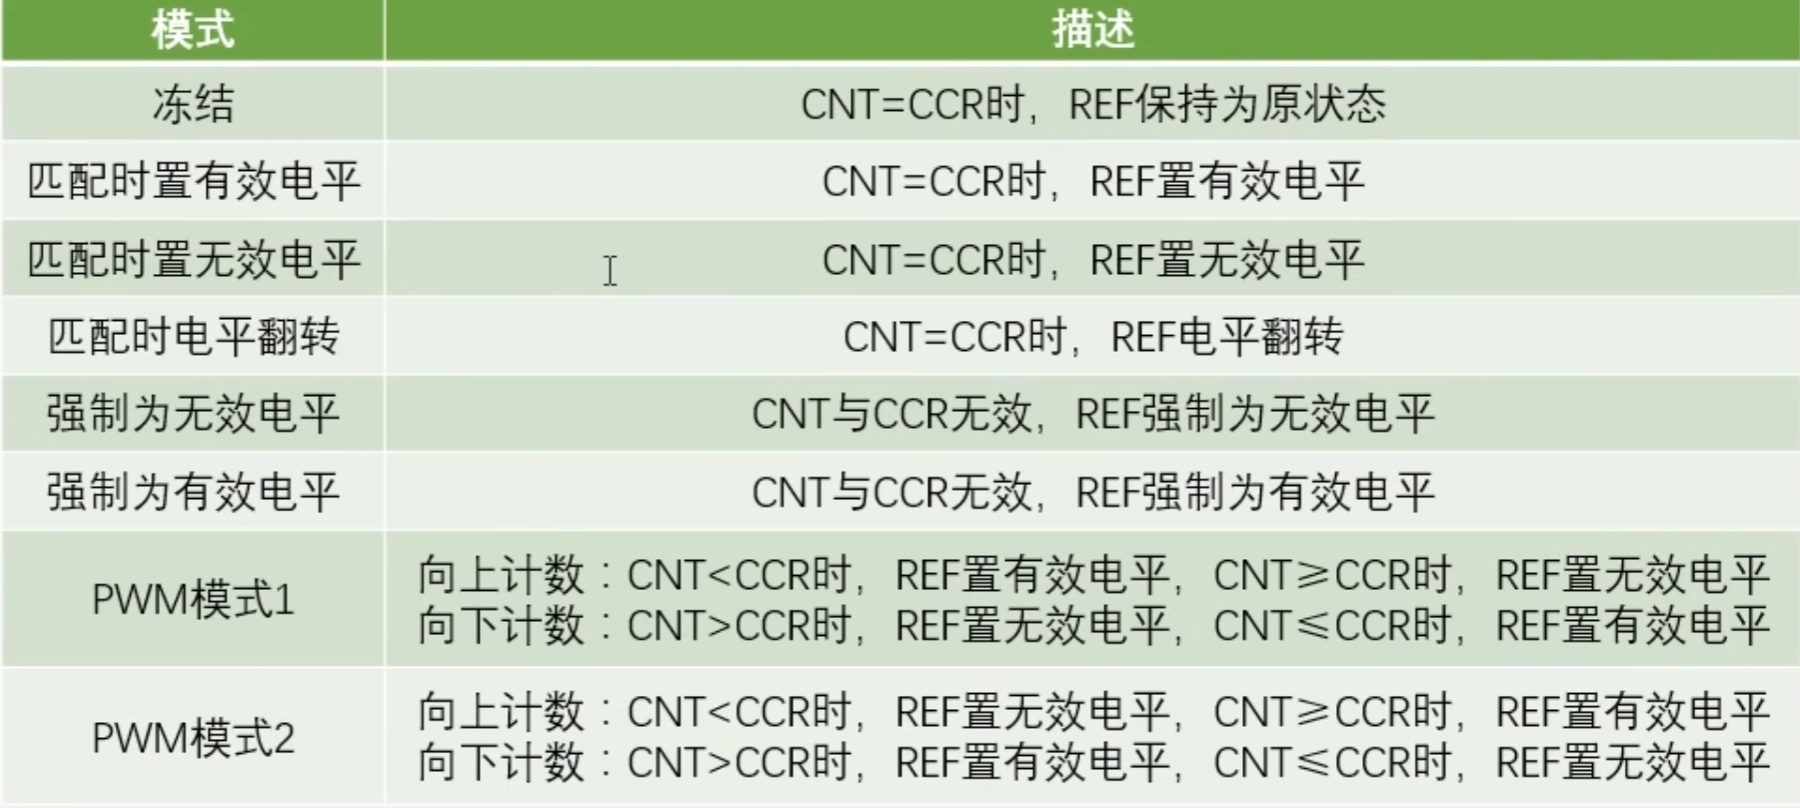 模式 描述
冻结 CNT=CCR时，REF保持为原状态
匹配时置有效电平 CNT=CCR时，REF置有效电平
匹配时置无效电平 CNT=CCR时，REF置无效电平
匹配时电平翻转 CNT=CCR时，REF电平翻转
强制为无效电平 CNT与CCR无效，REF强制为无效电平
强制为有效电平 CNT与CCR无效，REF强制为有效电平
PWM模式1
向上计数：CNT<CCR时，REF置有效电平，CNT≥CCR时，REF置无效电平
向下计数：CNT>CCR时，REF置无效电平，CNT≤CCR时，REF置有效电平
PWM模式2
向上计数：CNT<CCR时，REF置无效电平，CNT≥CCR时，REF置有效电平
向下计数：CNT>CCR时，REF置有效电平，CNT≤CCR时，REF置无效电平